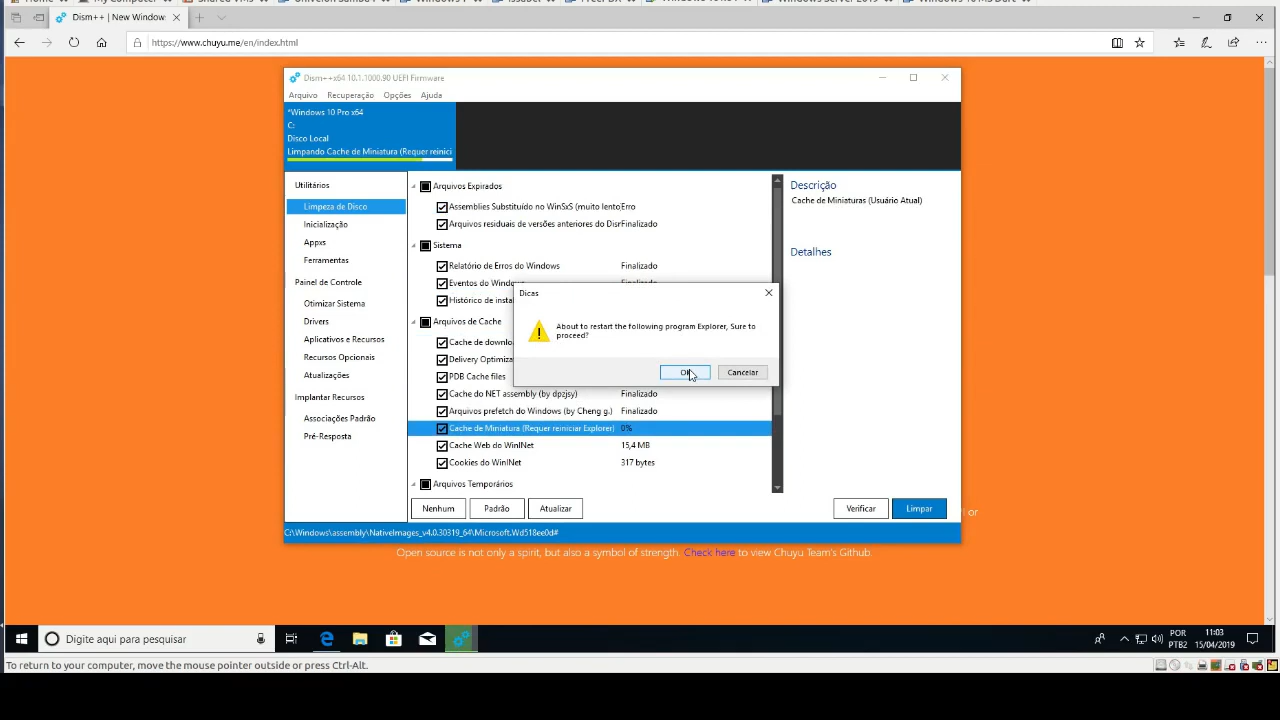 Home
My Computer
Shared VMs
Windows Server 2019
Dism++ | New Window
https://www.chuyu.me/en/index.html
Dism++x64 10.1.1000.90 UEFI Firmware
Arquivo Recuperação Opções Ajuda
*Windows 10 Pro x64
C:
Disco Local
Limpando Cache de Miniatura (Requer reinici
Utilitários
Limpeza de Disco
Inicialização
Appxs
Ferramentas
Painel de Controle
Otimizar Sistema
Drivers
Aplicativos e Recursos
Recursos Opcionais
Atualizações
Implantar Recursos
Associações Padrão
Pré-Resposta
Arquivos Expirados
Assemblies Substituído no WinSxS (muito lento Erro
Arquivos residuais de versões anteriores do Disr Finalizado
Sistema
Relatório de Erros do Windows Finalizado
Eventos do Windows Finalizado
Histórico de insta
Arquivos de Cache
Cache de downlo
Delivery Optimiza
PDB Cache files
Cache do NET assembly (by dpzjsy) Finalizado
Arquivos prefetch do Windows (by Cheng g.) Finalizado
Cache de Miniatura (Requer reiniciar Explorer) 0%
Cache Web do WinINet 15,4 MB
Cookies do WinINet 317 bytes
Arquivos Temporários
Descrição
Cache de Miniaturas (Usuário Atual)
Detalhes
Dicas
About to restart the following program Explorer, Sure to
proceed?
OK Cancelar
Nenhum Padrão Atualizar Verificar Limpar
C:\Windows\assembly\NativeImages_v4.0.30319_64\Microsoft.Wd518ee0d#
or
Open source is not only a spirit, but also a symbol of strength. Check here to view Chuyu Team's Github.
Digite aqui para pesquisar
POR
PTB2
11:03
15/04/2019
To return to your computer, move the mouse pointer outside or press Ctrl-Alt.